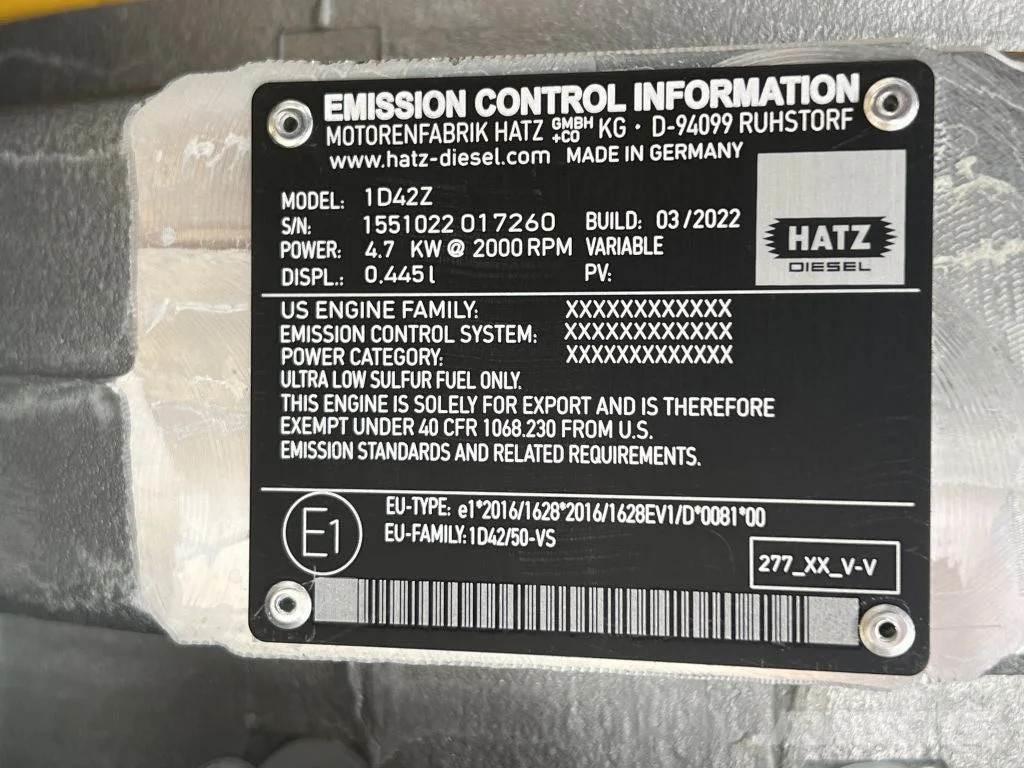 EMISSION CONTROL INFORMATION
MOTORENFABRIK HATZ GMBH +CO KG · D-94099 RUHSTORF
www.hatz-diesel.com MADE IN GERMANY
MODEL: 1D42Z
S/N: 1551022 017260 BUILD: 03/2022
POWER: 4.7 KW @ 2000 RPM VARIABLE
DISPL.: 0.445 l PV:
HATZ
DIESEL
US ENGINE FAMILY: XXXXXXXXXXXX
EMISSION CONTROL SYSTEM: XXXXXXXXXXXX
POWER CATEGORY: XXXXXXXXXXXX
ULTRA LOW SULFUR FUEL ONLY.
THIS ENGINE IS SOLELY FOR EXPORT AND IS THEREFORE
EXEMPT UNDER 40 CFR 1068.230 FROM U.S.
EMISSION STANDARDS AND RELATED REQUIREMENTS.
E1
EU-TYPE: e1*2016/1628*2016/1628EV1/D*0081*00
EU-FAMILY: 1D42/50-VS
277_XX_V-V